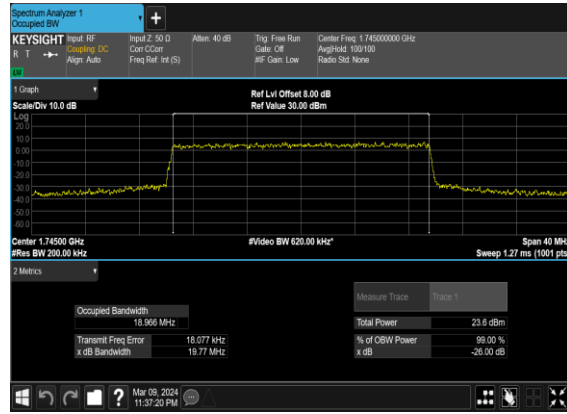 Spectrum Analyzer 1
Occupied BW
+
KEYSIGHT Input: RF Input Z: 50 Ω Atten: 40 dB Trig: Free Run Center Freq: 1.745000000 GHz
R T Coupling: DC Corr CCorr Gate: Off Avg|Hold: 100/100
Align: Auto Freq Ref: Int (S) #IF Gain: Low Radio Std: None
LW
1 Graph
Ref Lvl Offset 8.00 dB
Scale/Div 10.0 dB Ref Value 30.00 dBm
Log
20.0
10.0
0.00
-10.0
-20.0
-30.0
-40.0
-50.0
-60.0
Center 1.74500 GHz #Video BW 620.00 kHz* Span 40 MHz
#Res BW 200.00 kHz Sweep 1.27 ms (1001 pts
2 Metrics
Measure Trace Trace 1
Occupied Bandwidth
18.966 MHz Total Power 23.6 dBm
Transmit Freq Error 18.077 kHz % of OBW Power 99.00 %
x dB Bandwidth 19.77 MHz x dB -26.00 dB
?
Mar 09, 2024
11:37:20 PM